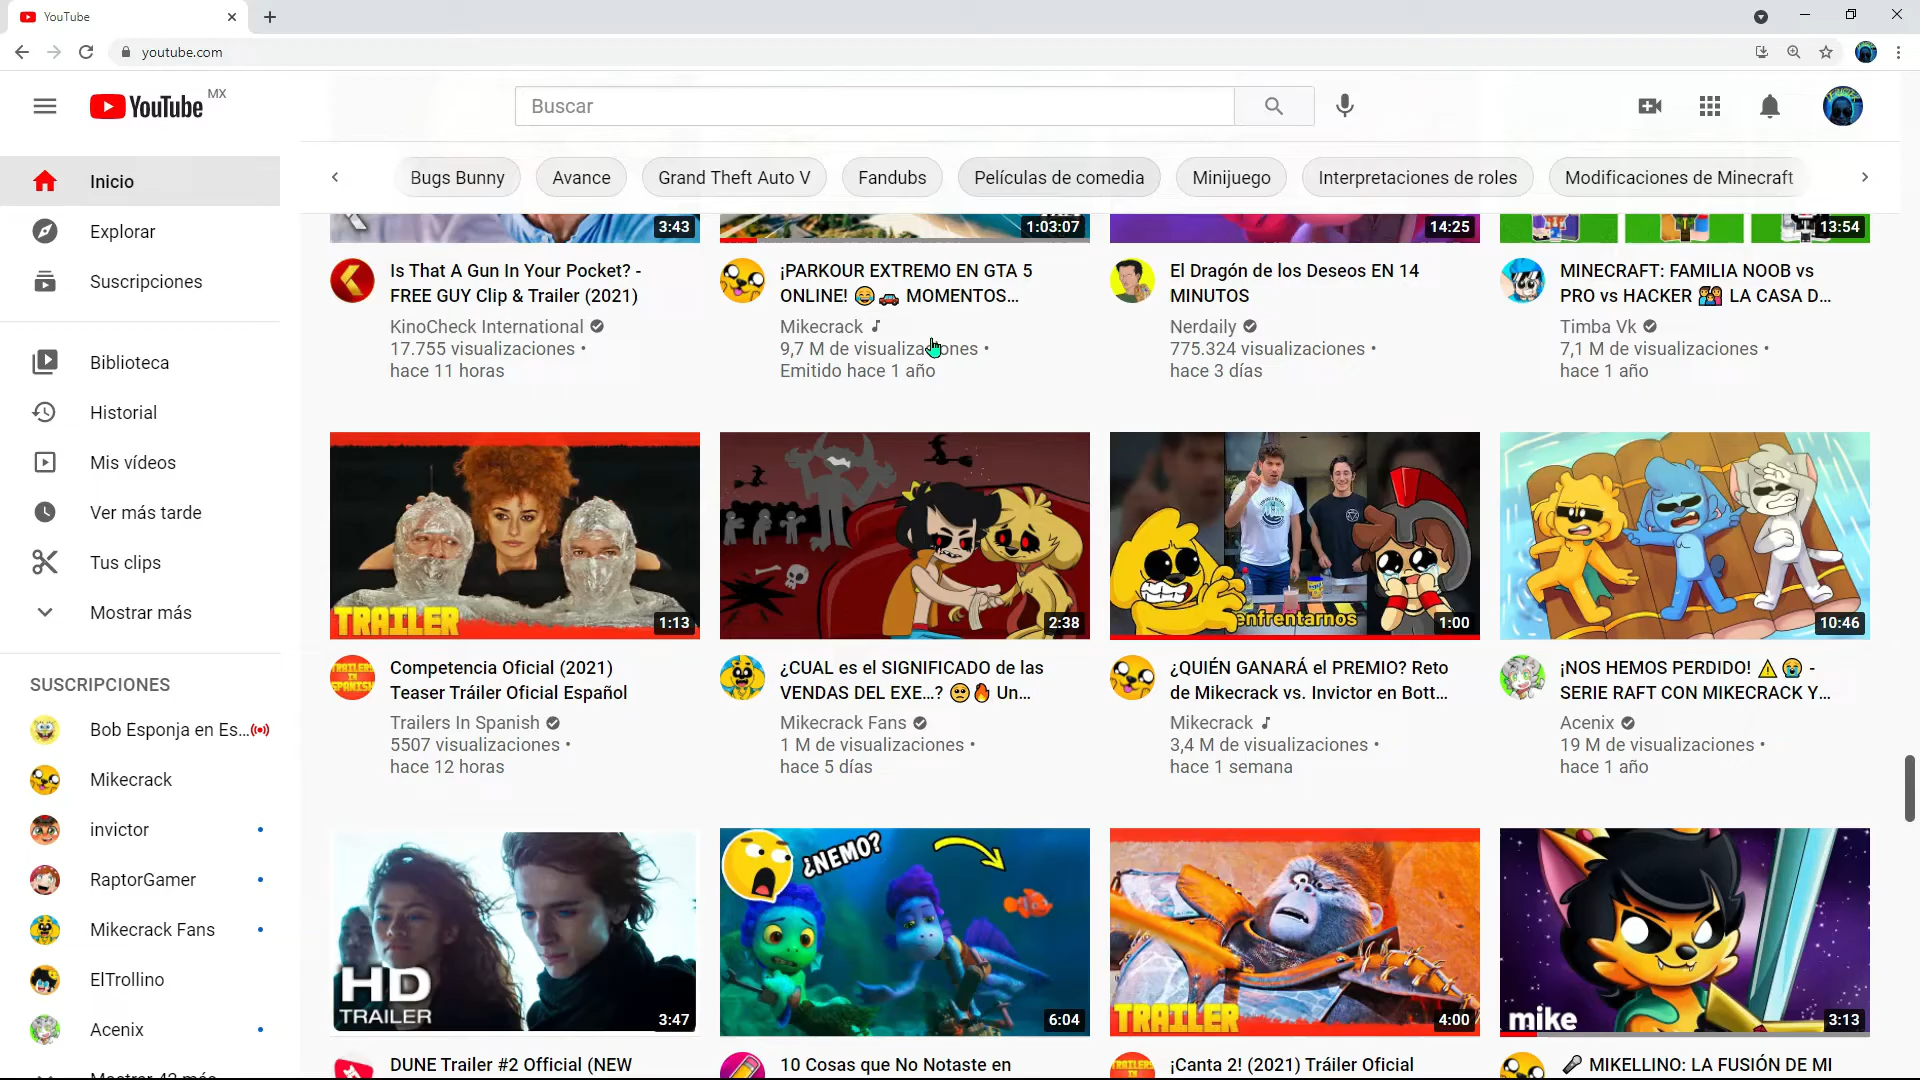 YouTube
youtube.com
YouTube MX
Buscar
Bugs Bunny
Avance
Grand Theft Auto V
Fandubs
Películas de comedia
Minijuego
Interpretaciones de roles
Modificaciones de Minecraft
Inicio
Explorar
Suscripciones
Biblioteca
Historial
Mis vídeos
Ver más tarde
Tus clips
Mostrar más
SUSCRIPCIONES
Bob Esponja en Es...
Mikecrack
invictor
RaptorGamer
Mikecrack Fans
ElTrollino
Acenix
3:43
Is That A Gun In Your Pocket? -
FREE GUY Clip & Trailer (2021)
KinoCheck International
17.755 visualizaciones •
hace 11 horas
1:03:07
¡PARKOUR EXTREMO EN GTA 5
ONLINE! 😂 🚗 MOMENTOS...
Mikecrack
9,7 M de visualizaciones •
Emitido hace 1 año
14:25
El Dragón de los Deseos EN 14
MINUTOS
Nerdaily
775.324 visualizaciones •
hace 3 días
13:54
MINECRAFT: FAMILIA NOOB vs
PRO vs HACKER 👨‍👩‍👧 LA CASA D...
Timba Vk
7,1 M de visualizaciones •
hace 1 año
TRAILER
1:13
TRAILERS IN SPANISH
Competencia Oficial (2021)
Teaser Tráiler Oficial Español
Trailers In Spanish
5507 visualizaciones •
hace 12 horas
2:38
¿CUAL es el SIGNIFICADO de las
VENDAS DEL EXE...? 🥺🔥 Un...
Mikecrack Fans
1 M de visualizaciones •
hace 5 días
enfrentarnos
1:00
¿QUIÉN GANARÁ el PREMIO? Reto
de Mikecrack vs. Invictor en Bott...
Mikecrack
3,4 M de visualizaciones •
hace 1 semana
10:46
¡NOS HEMOS PERDIDO! ⚠️ 😭 -
SERIE RAFT CON MIKECRACK Y...
Acenix
19 M de visualizaciones •
hace 1 año
HD
TRAILER
3:47
DUNE Trailer #2 Official (NEW
¿NEMO?
6:04
10 Cosas que No Notaste en
TRAILER
4:00
¡Canta 2! (2021) Tráiler Oficial
mike
3:13
🎤 MIKELLINO: LA FUSIÓN DE MI